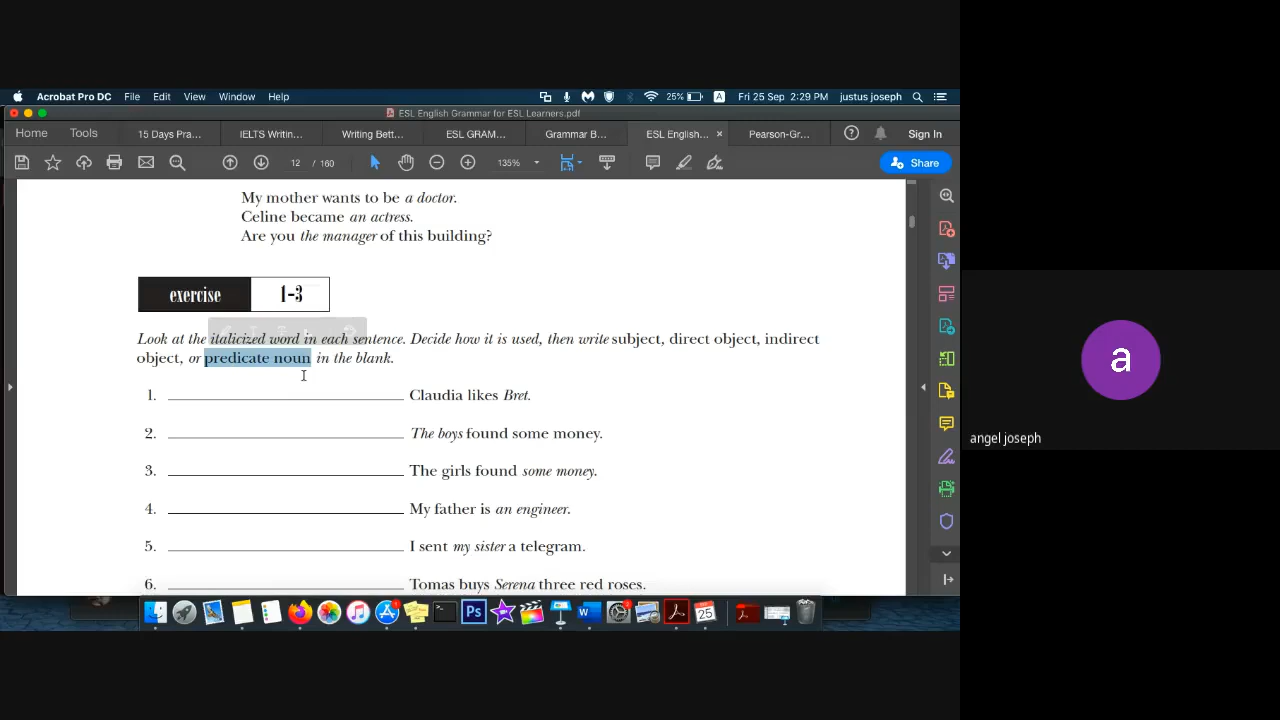 Acrobat Pro DC File Edit View Window Help 25% A Fri 25 Sep 2:29 PM justus joseph
ESL English Grammar for ESL Learners.pdf
Home Tools 15 Days Pra... IELTS Writin... Writing Bett... ESL GRAM... Grammar B... ESL English... × Pearson-Gr... Sign In
12 / 160 135% Share
My mother wants to be a doctor.
Celine became an actress.
Are you the manager of this building?
exercise 1-3
Look at the italicized word in each sentence. Decide how it is used, then write subject, direct object, indirect
object, or predicate noun in the blank.
1. Claudia likes Bret.
2. The boys found some money.
3. The girls found some money.
4. My father is an engineer.
5. I sent my sister a telegram.
6. Tomas buys Serena three red roses.
a
angel joseph
Ps W 25